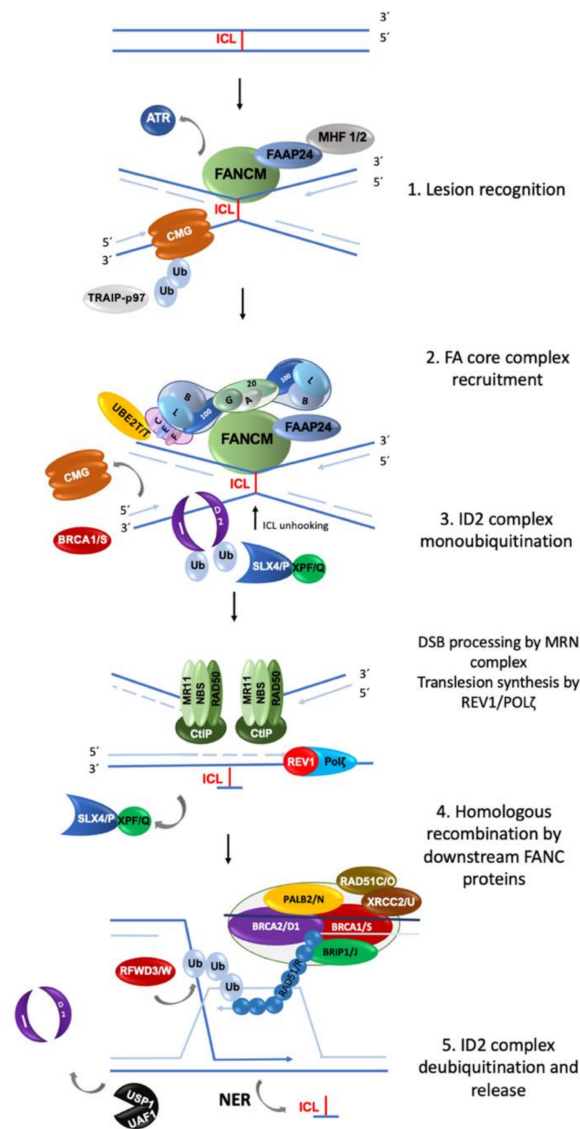 3´
ICL
5´
ATR
MHF 1/2
FAAP24
3´
FANCM
5´
1. Lesion recognition
ICL
CMG
5´
3´
Ub
TRAIP-p97
Ub
2. FA core complex
recruitment
20
100
L
B
G
A
B
L
100
UBE2T/T
C
E
F
FAAP24
FANCM
3´
5´
CMG
ICL
D2
5´
I
3´
ICL unhooking
3. ID2 complex
monoubiquitination
BRCA1/S
Ub
Ub
SLX4/P
XPF/Q
DSB processing by MRN
complex
Translesion synthesis by
REV1/POLζ
MR11
NBS
RAD50
MR11
NBS
RAD50
3´
5´
CtIP
CtIP
5´
3´
REV1
Polζ
ICL
SLX4/P
XPF/Q
4. Homologous
recombination by
downstream FANC
proteins
RAD51C/O
PALB2/N
XRCC2/U
BRCA2/D1
BRCA1/S
BRIP1/J
Ub
RFWD3/W
Ub
Ub
RAD51/R
D2
I
5. ID2 complex
deubiquitination and
release
USP1
UAF1
NER
ICL